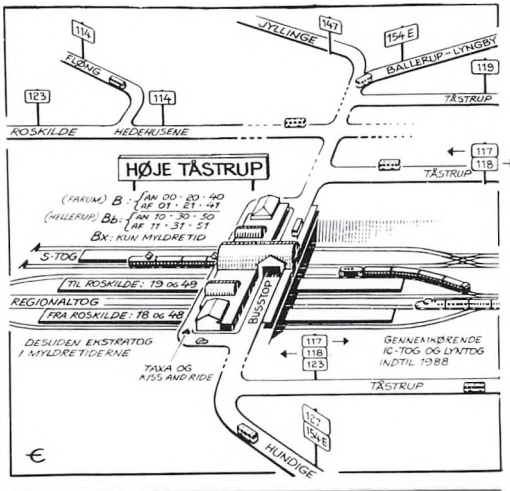 114
147
JYLLINGE
154E
BALLERUP-LYNGBY
FLØNG
119
123
114
TÅSTRUP
ROSKILDE
HEDEHUSENE
← 117
118
TÅSTRUP
HØJE TÅSTRUP
(FARUM) B: AN 00·20·40
AF 01·21·41
(HELLERUP) Bb: AN 10·30·50
AF 11·31·51
Bx: KUN MYLDRETID
S-TOG
TIL ROSKILDE: 19 OG 49
REGIONALTOG
FRA ROSKILDE: 18 OG 48
BUSSTOP
DESUDEN EKSTRATOG
I MYLDRETIDERNE
TAXA OG
KISS AND RIDE
← 117 →
118
123
GENNEMKØRENDE
IC-TOG OG LYNTOG
INDTIL 1988
TÅSTRUP
127
154E
HUNDIGE
€